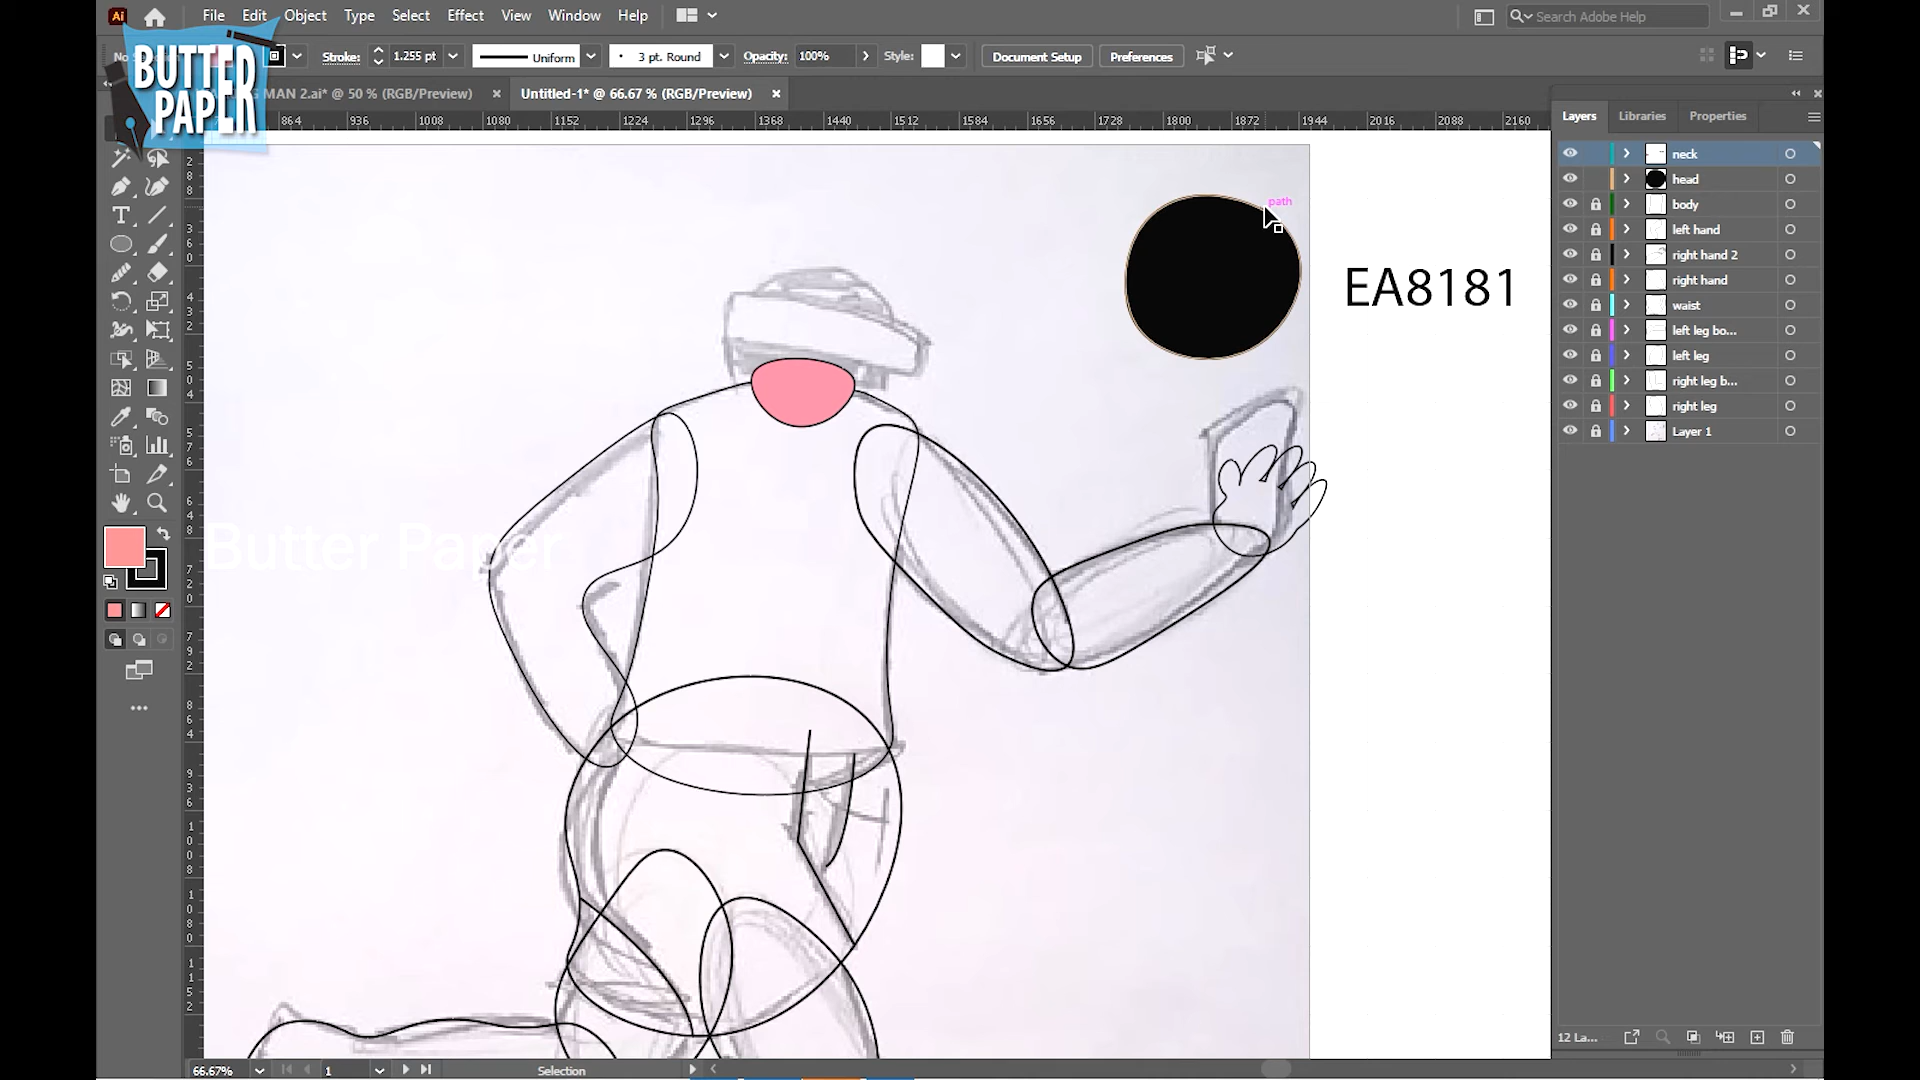 Ai File Edit Object Type Select Effect View Window Help Search Adobe Help
Stroke: 1.255 pt Uniform 3 pt. Round Opacity: 100% Style: Document Setup Preferences
BUTTER PAPER
MAN 2.ai* @ 50 % (RGB/Preview) × Untitled-1* @ 66.67 % (RGB/Preview) ×
864 936 1008 1080 1152 1224 1296 1368 1440 1512 1584 1656 1728 1800 1872 1944 2016 2088 2160
Layers Libraries Properties
neck
head
body
left hand
right hand 2
right hand
waist
left leg bo...
left leg
right leg b...
right leg
Layer 1
path
EA8181
Butter Paper
12 La...
66.67% 1 Selection